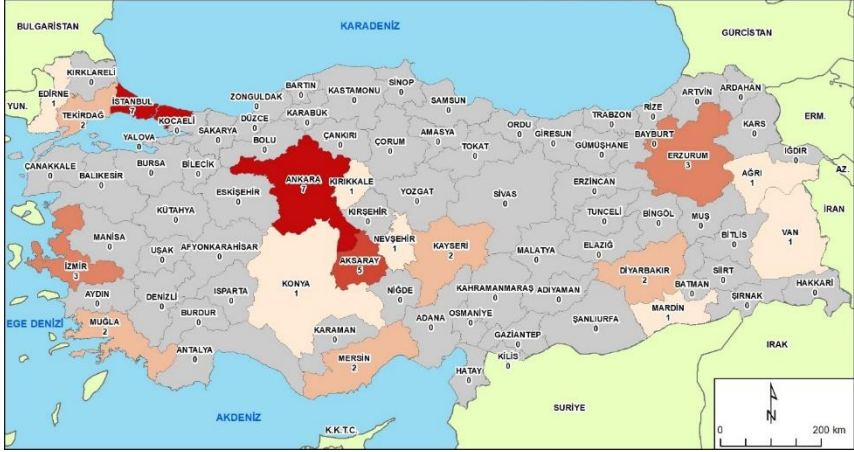 BULGARİSTAN
KARADENİZ
GÜRCİSTAN
YUN.
ERM.
AZ.
İRAN
IRAK
SURİYE
K.K.T.C.
AKDENİZ
EGE DENİZİ
EDİRNE
1
KIRKLARELİ
0
TEKİRDAĞ
2
İSTANBUL
7
KOCAELİ
0
YALOVA
0
SAKARYA
0
DÜZCE
0
ZONGULDAK
0
BARTIN
0
KARABÜK
0
KASTAMONU
0
SİNOP
0
SAMSUN
0
ORDU
0
GİRESUN
0
TRABZON
0
RİZE
0
ARTVİN
0
ARDAHAN
0
KARS
0
IĞDIR
0
BOLU
0
ÇANKIRI
0
ÇORUM
0
AMASYA
0
TOKAT
0
GÜMÜŞHANE
0
BAYBURT
0
ERZURUM
3
AĞRI
1
ÇANAKKALE
0
BALIKESİR
0
BURSA
0
BİLECİK
0
ESKİŞEHİR
0
ANKARA
7
KIRIKKALE
1
KIRŞEHİR
0
YOZGAT
0
SİVAS
0
ERZİNCAN
0
TUNCELİ
0
BİNGÖL
0
MUŞ
0
BİTLİS
0
VAN
1
KÜTAHYA
0
MANİSA
0
UŞAK
0
AFYONKARAHİSAR
0
İZMİR
3
AYDIN
0
DENİZLİ
0
ISPARTA
0
BURDUR
0
MUĞLA
2
ANTALYA
0
KONYA
1
AKSARAY
5
NEVŞEHİR
1
KAYSERİ
2
NİĞDE
0
KARAMAN
0
MERSİN
2
ADANA
0
OSMANİYE
0
HATAY
0
KİLİS
0
GAZİANTEP
0
KAHRAMANMARAŞ
0
ADIYAMAN
0
MALATYA
0
ELAZIĞ
0
DİYARBAKIR
2
ŞANLIURFA
0
MARDİN
1
BATMAN
0
SİİRT
0
ŞIRNAK
0
HAKKARİ
0
N
0 200 km